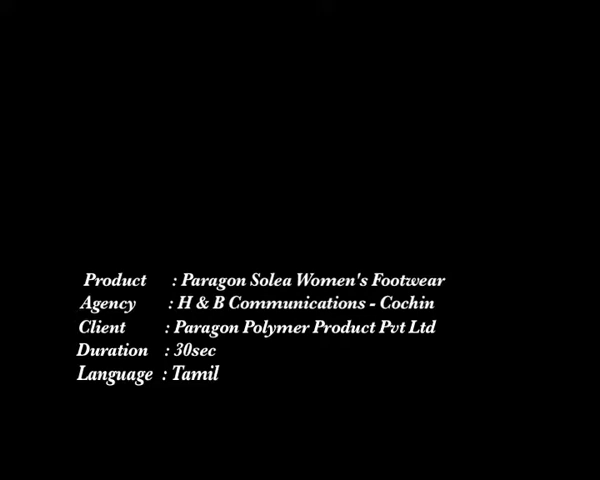 Product : Paragon Solea Women's Footwear
Agency : H & B Communications - Cochin
Client : Paragon Polymer Product Pvt Ltd
Duration : 30sec
Language : Tamil